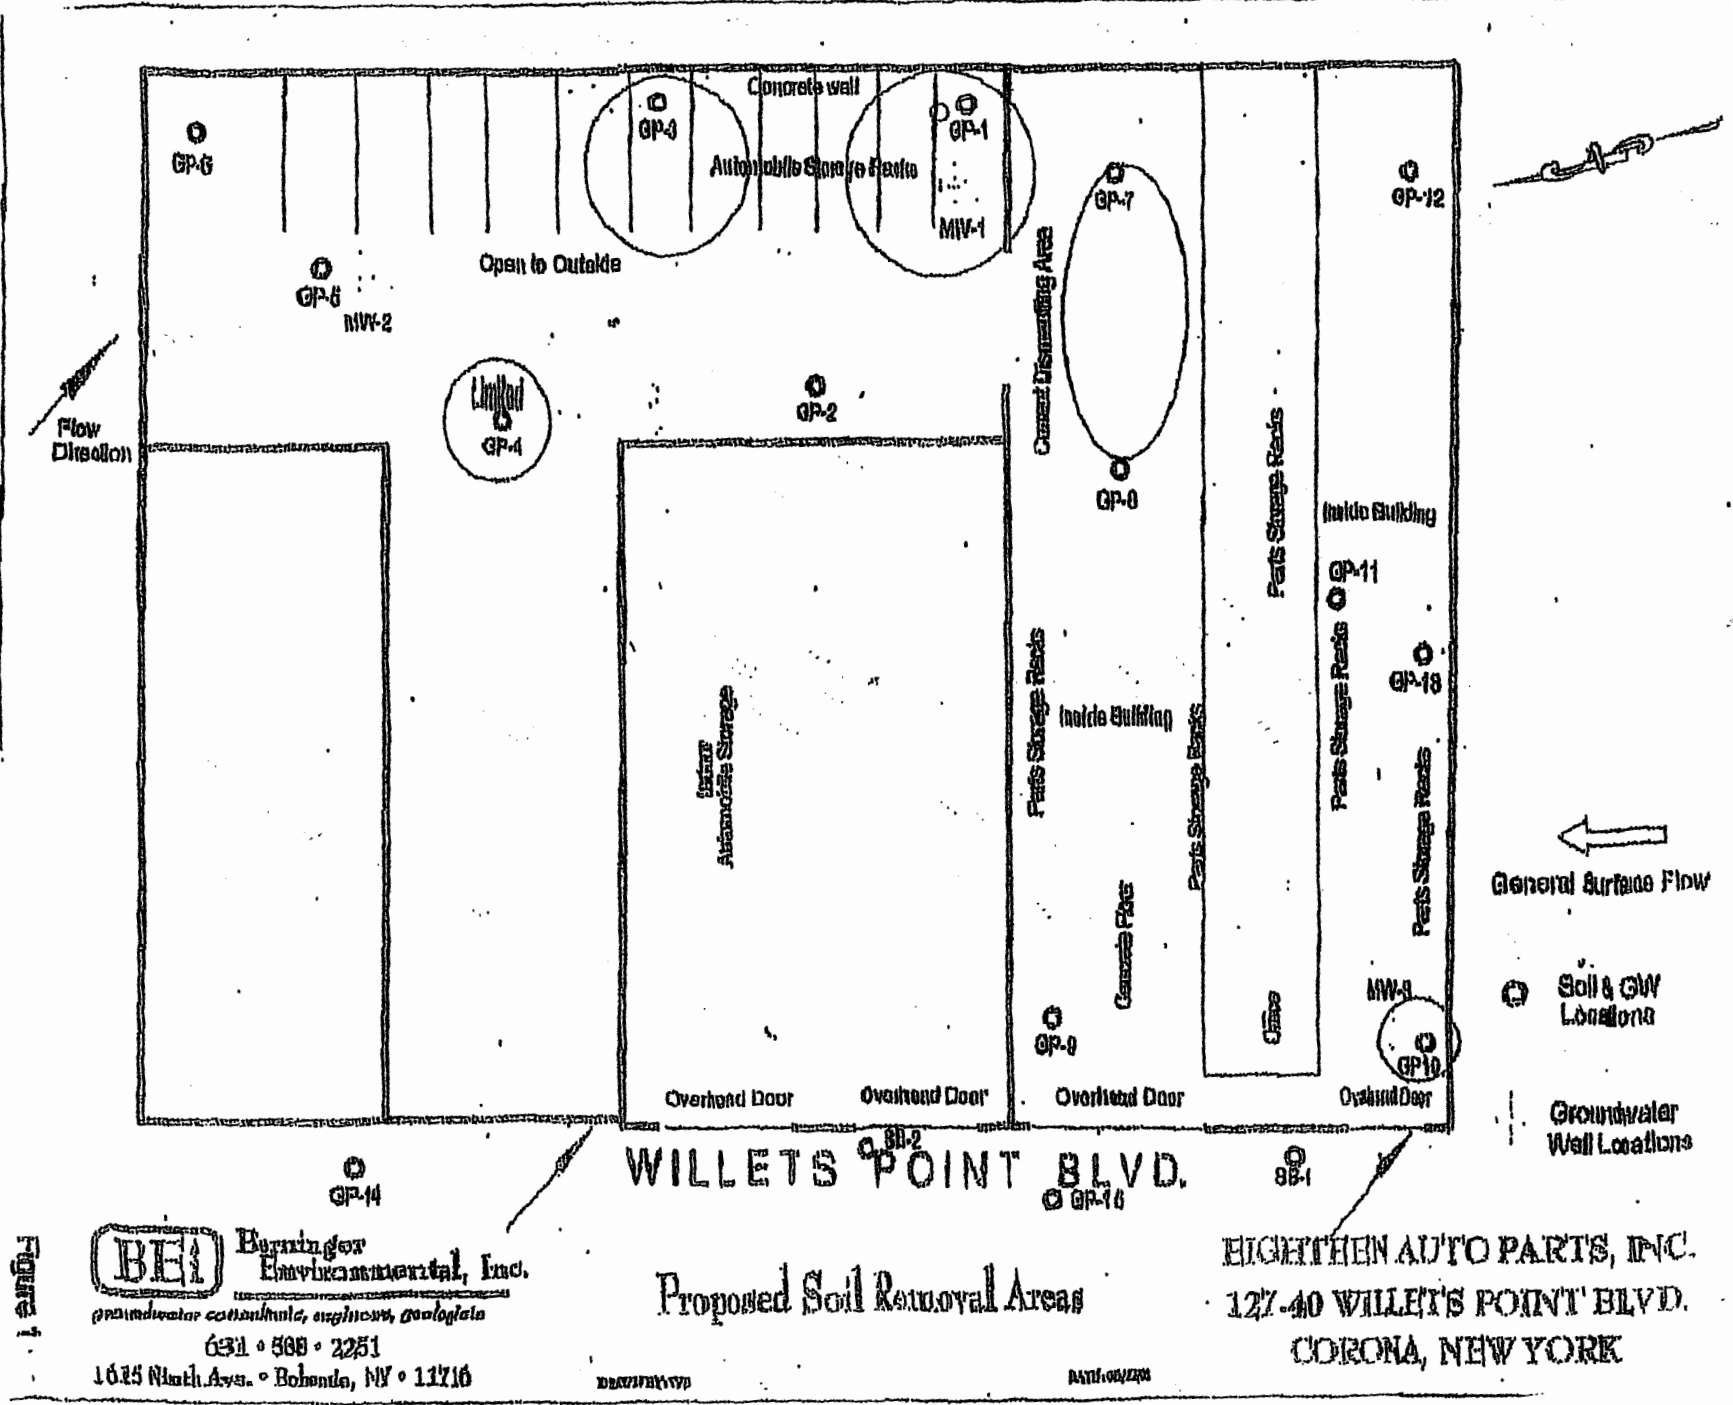 Concrete wall
GP-3
GP-1
GP-6
Automobile Storage Racks
GP-7
GP-12
MW-1
Open to Outside
GP-6
MW-2
Current Dismantling Area
Limited
GP-4
GP-2
Flow
Direction
GP-8
Parts Storage Racks
Inside Building
GP-11
GP-13
Parts Storage Racks
Parts Storage Racks
Inside Building
Parts Storage Racks
Automobile Storage
Parts Storage Racks
General Surface Flow
Concrete Floor
MW-3
Soil & GW
Locations
Office
GP-9
GP10
Overhead Door
Overhead Door
Overhead Door
Overhead Door
Groundwater
Well Locations
SB-2
WILLETS POINT BLVD.
SB-1
GP-14
GP-15
BEI
Berninger
Environmental, Inc.
groundwater consultants, engineers, geologists
Proposed Soil Removal Areas
EIGHTEEN AUTO PARTS, INC.
127-40 WILLETS POINT BLVD.
CORONA, NEW YORK
Figure 1